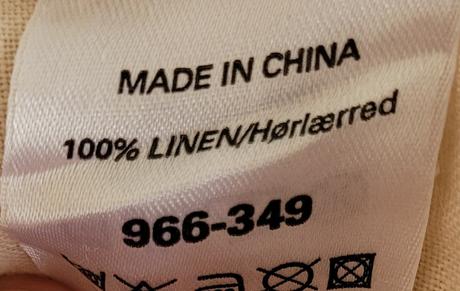 MADE IN CHINA
100% LINEN/Hørlærred
966-349